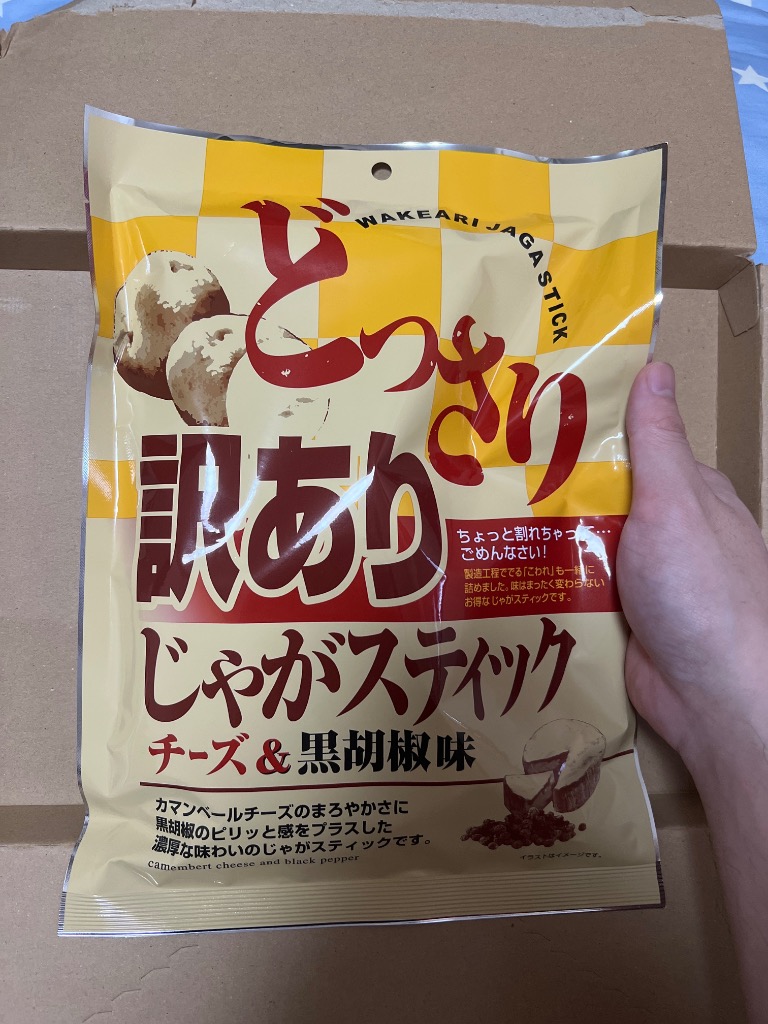 WAKEARI JAGA STICK
どっさり
訳あり
ちょっと割れちゃって…
ごめんなさい!
製造工程ででる「こわれ」も一緒に
詰めました。味はまったく変わらない
お得なじゃがスティックです。
じゃがスティック
チーズ&黒胡椒味
カマンベールチーズのまろやかさに
黒胡椒のピリッと感をプラスした
濃厚な味わいのじゃがスティックです。
camembert cheese and black pepper
イラストはイメージです。